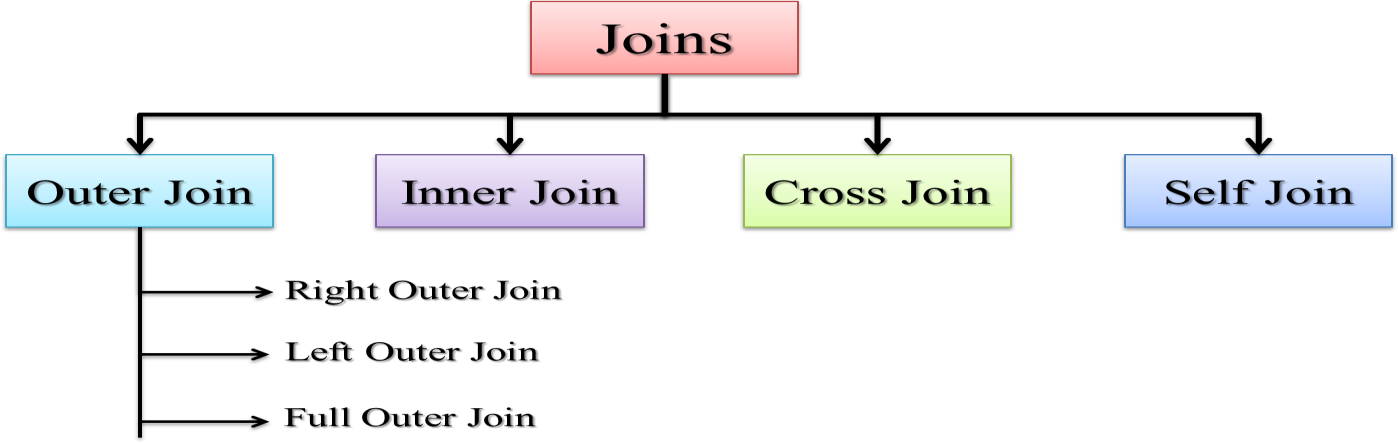 Joins
Outer Join
Inner Join
Cross Join
Self Join
Right Outer Join
Left Outer Join
Full Outer Join